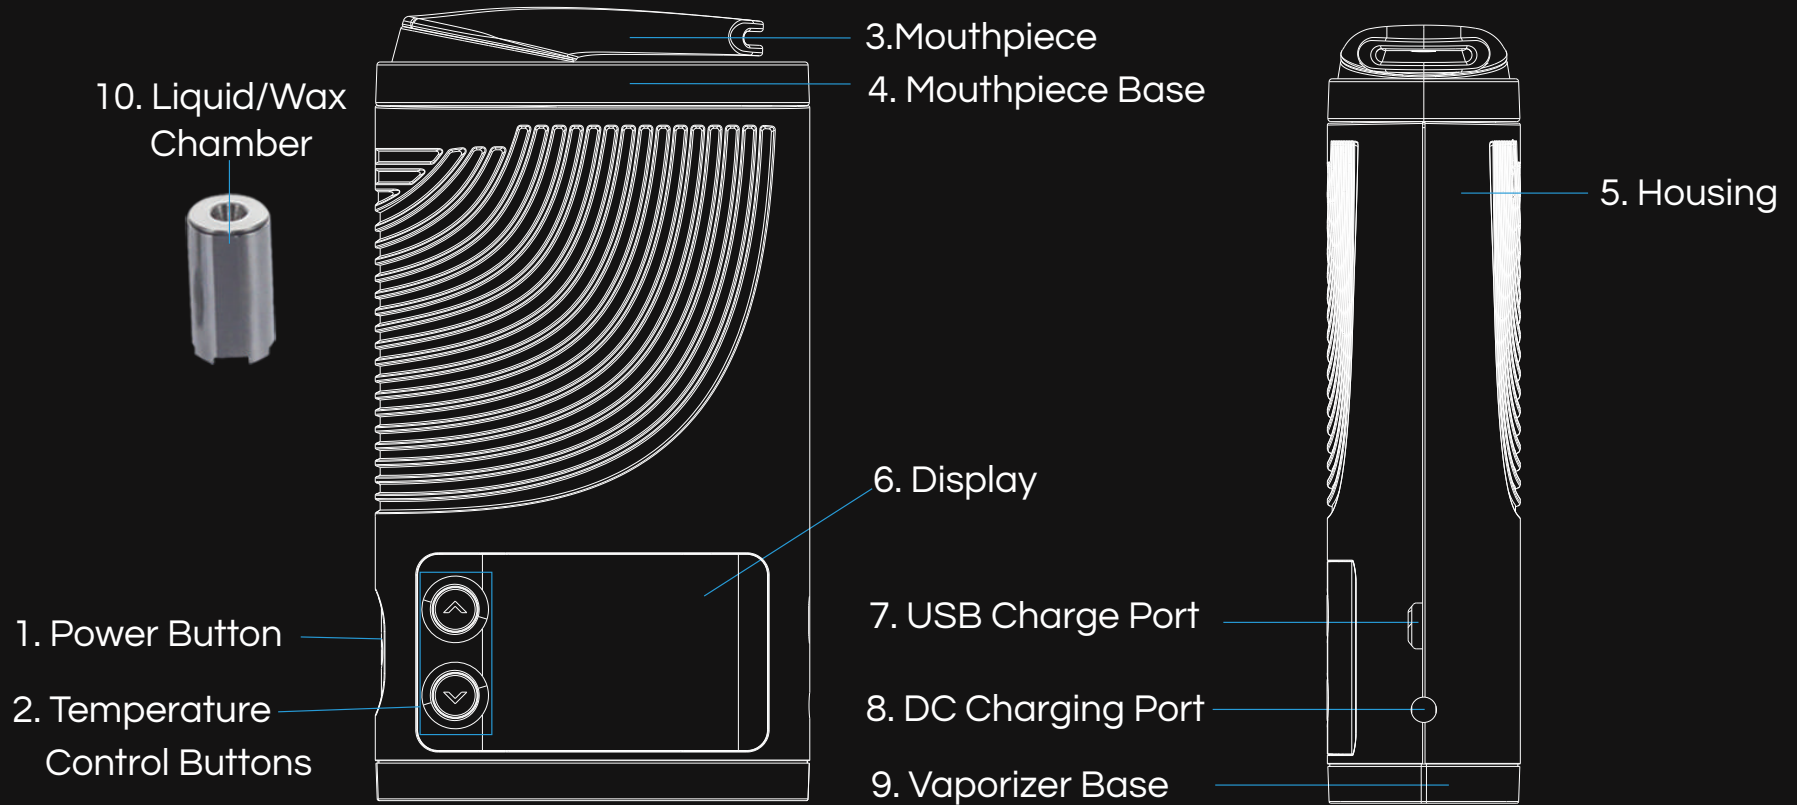 3.Mouthpiece
4. Mouthpiece Base
10. Liquid/Wax
Chamber
5. Housing
6. Display
1. Power Button
2. Temperature
Control Buttons
7. USB Charge Port
8. DC Charging Port
9. Vaporizer Base